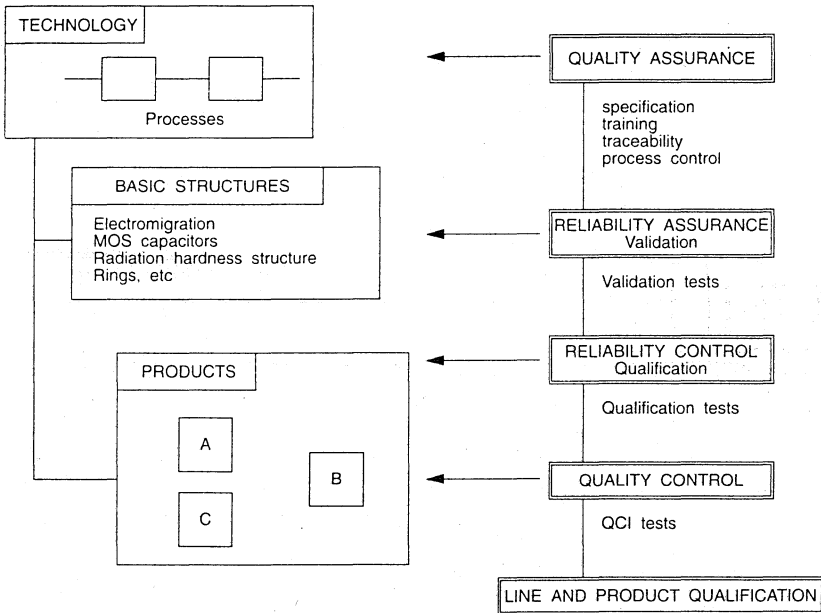 TECHNOLOGY
Processes
BASIC STRUCTURES
Electromigration
MOS capacitors
Radiation hardness structure
Rings, etc
PRODUCTS
A
B
C
QUALITY ASSURANCE
specification
training
traceability
process control
RELIABILITY ASSURANCE
Validation
Validation tests
RELIABILITY CONTROL
Qualification
Qualification tests
QUALITY CONTROL
QCI tests
LINE AND PRODUCT QUALIFICATION